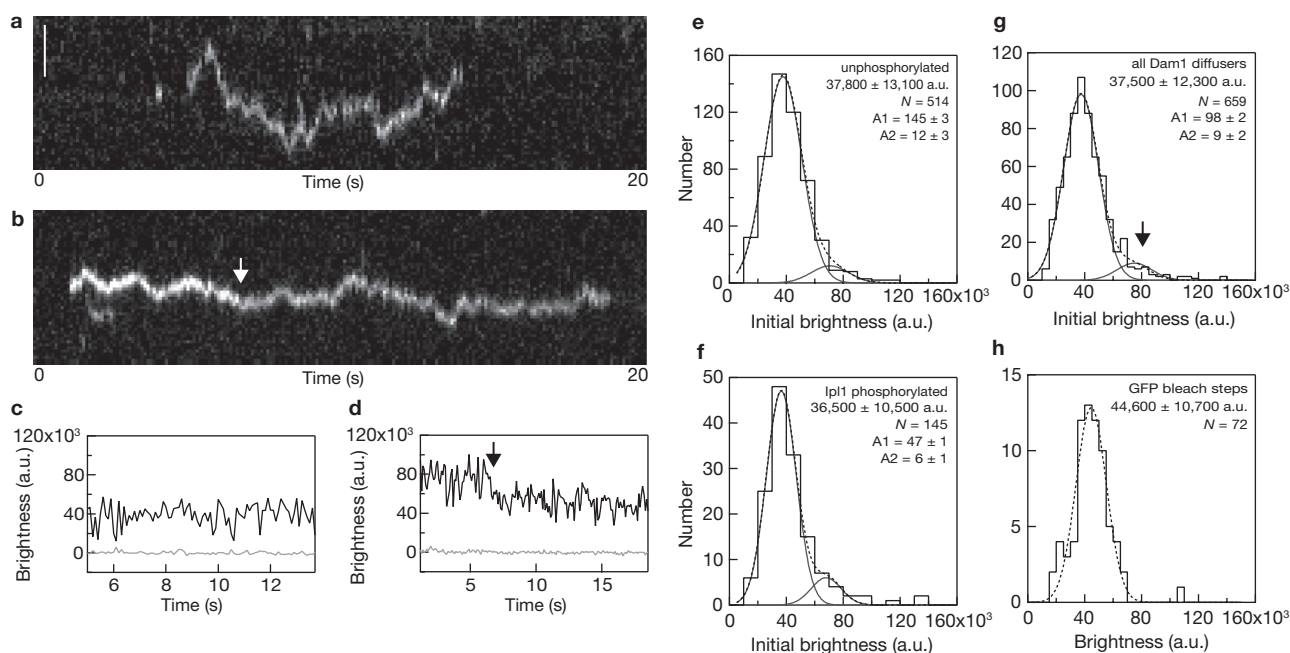 a
0
Time (s)
20
b
0
Time (s)
20
c
120x10³
80
40
0
Brightness (a.u.)
6
8
10
12
Time (s)
d
120x10³
80
40
0
Brightness (a.u.)
5
10
15
Time (s)
e
160
120
80
40
0
Number
unphosphorylated
37,800 ± 13,100 a.u.
N = 514
A1 = 145 ± 3
A2 = 12 ± 3
0
40
80
120
160x10³
Initial brightness (a.u.)
f
50
40
30
20
10
0
Number
Ipl1 phosphorylated
36,500 ± 10,500 a.u.
N = 145
A1 = 47 ± 1
A2 = 6 ± 1
0
40
80
120
160x10³
Initial brightness (a.u.)
g
120
100
80
60
40
20
0
all Dam1 diffusers
37,500 ± 12,300 a.u.
N = 659
A1 = 98 ± 2
A2 = 9 ± 2
0
40
80
120
160x10³
Initial brightness (a.u.)
h
15
10
5
0
GFP bleach steps
44,600 ± 10,700 a.u.
N = 72
0
40
80
120
160x10³
Brightness (a.u.)